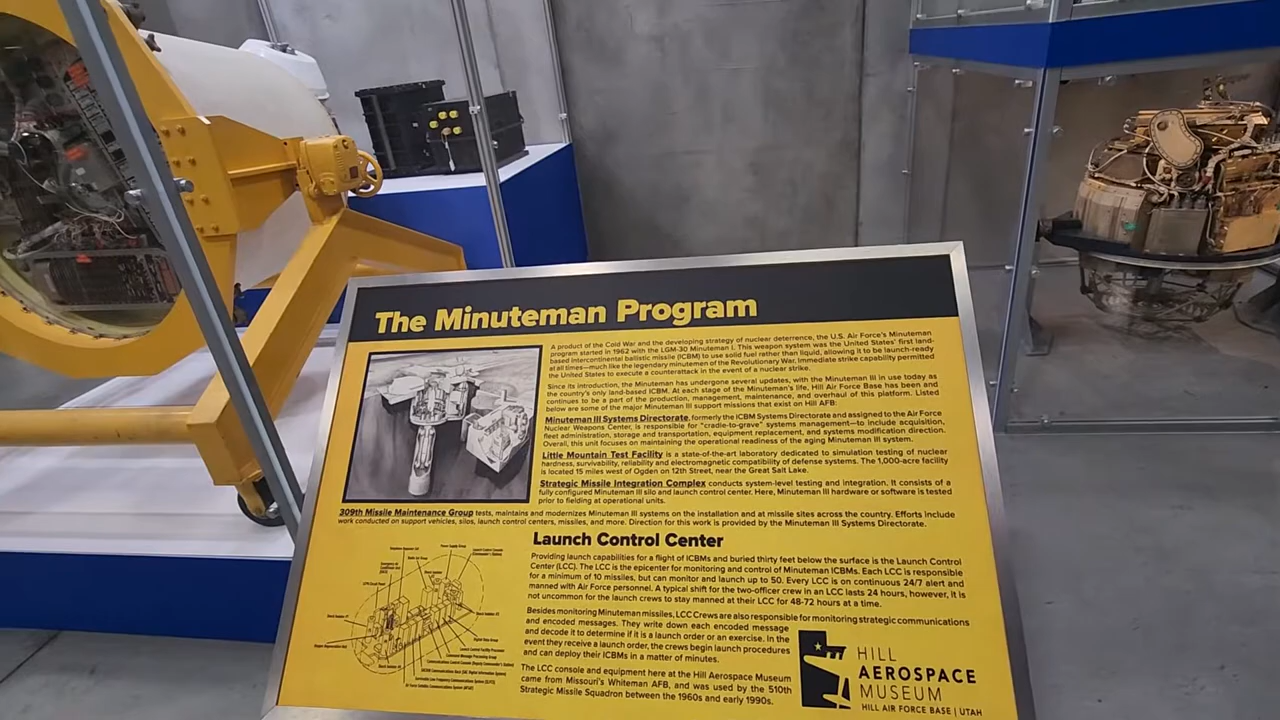 The Minuteman Program
A product of the Cold War and the developing strategy of nuclear deterrence, the U.S. Air Force's Minuteman
program started in 1962 with the LGM-30 Minuteman I. This weapon system was the United States' first land-
based intercontinental ballistic missile (ICBM) to use solid fuel rather than liquid, allowing it to be launch-ready
at all times—much like the legendary minutemen of the Revolutionary War. Immediate strike capability permitted
the United States to execute a counterattack in the event of a nuclear strike.
Since its introduction, the Minuteman has undergone several updates, with the Minuteman III in use today as
the country's only land-based ICBM. At each stage of the Minuteman's life, Hill Air Force Base has been and
continues to be a part of the production, management, maintenance, and overhaul of this platform. Listed
below are some of the major Minuteman III support missions that exist on Hill AFB:
Minuteman III Systems Directorate, formerly the ICBM Systems Directorate and assigned to the Air Force
Nuclear Weapons Center, is responsible for "cradle-to-grave" systems management—to include acquisition,
fleet administration, storage and transportation, equipment replacement, and systems modification direction.
Overall, this unit focuses on maintaining the operational readiness of the aging Minuteman III system.
Little Mountain Test Facility is a state-of-the-art laboratory dedicated to simulation testing of nuclear
hardness, survivability, reliability and electromagnetic compatibility of defense systems. The 1,000-acre facility
is located 15 miles west of Ogden on 12th Street, near the Great Salt Lake.
Strategic Missile Integration Complex conducts system-level testing and integration. It consists of a
fully configured Minuteman III silo and launch control center. Here, Minuteman III hardware or software is tested
prior to fielding at operational units.
309th Missile Maintenance Group tests, maintains and modernizes Minuteman III systems on the installation and at missile sites across the country. Efforts include
work conducted on support vehicles, silos, launch control centers, missiles, and more. Direction for this work is provided by the Minuteman III Systems Directorate.
Launch Control Center
Providing launch capabilities for a flight of ICBMs and buried thirty feet below the surface is the Launch Control
Center (LCC). The LCC is the epicenter for monitoring and control of Minuteman ICBMs. Each LCC is responsible
for a minimum of 10 missiles, but can monitor and launch up to 50. Every LCC is on continuous 24/7 alert and
manned with Air Force personnel. A typical shift for the two-officer crew in an LCC lasts 24 hours, however, it is
not uncommon for the launch crews to stay manned at their LCC for 48-72 hours at a time.
Besides monitoring Minuteman missiles, LCC Crews are also responsible for monitoring strategic communications
and encoded messages. They write down each encoded message
and decode it to determine if it is a launch order or an exercise. In the
event they receive a launch order, the crews begin launch procedures
and can deploy their ICBMs in a matter of minutes.
The LCC console and equipment here at the Hill Aerospace Museum
came from Missouri's Whiteman AFB, and was used by the 510th
Strategic Missile Squadron between the 1960s and early 1990s.
HILL
AEROSPACE
MUSEUM
HILL AIR FORCE BASE | UTAH